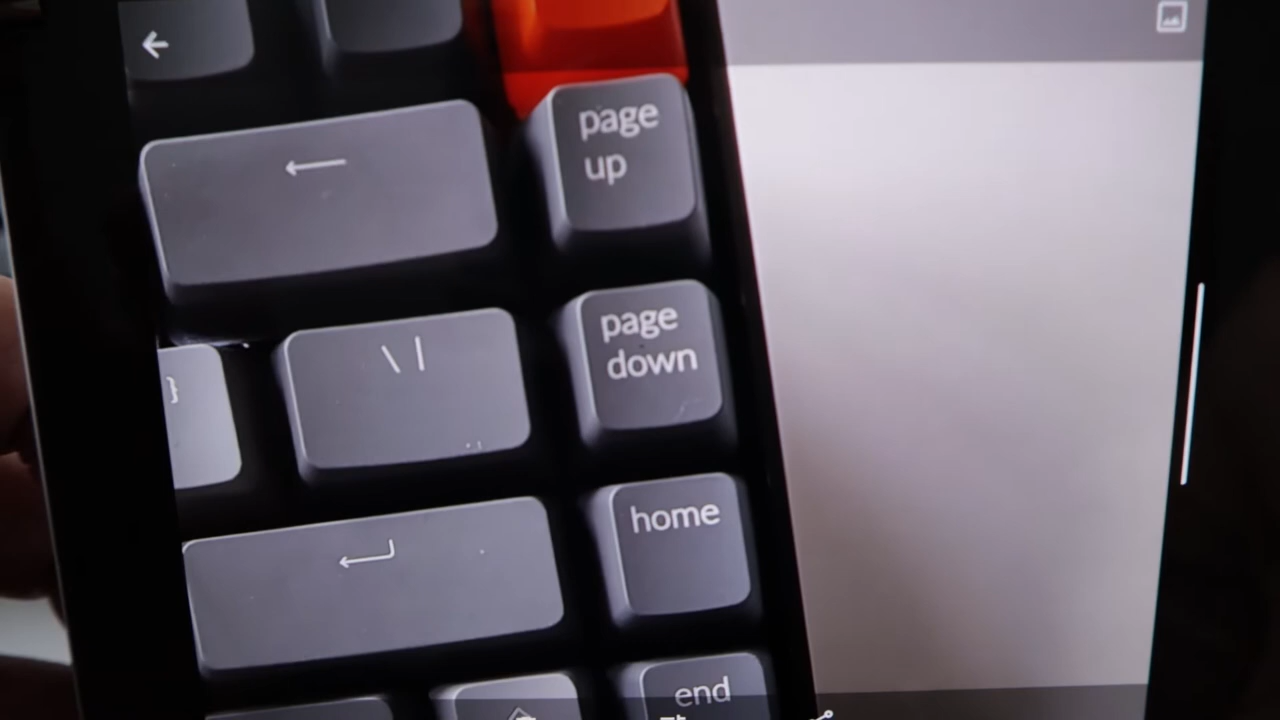 page
up
\ |
page
down
}
home
end